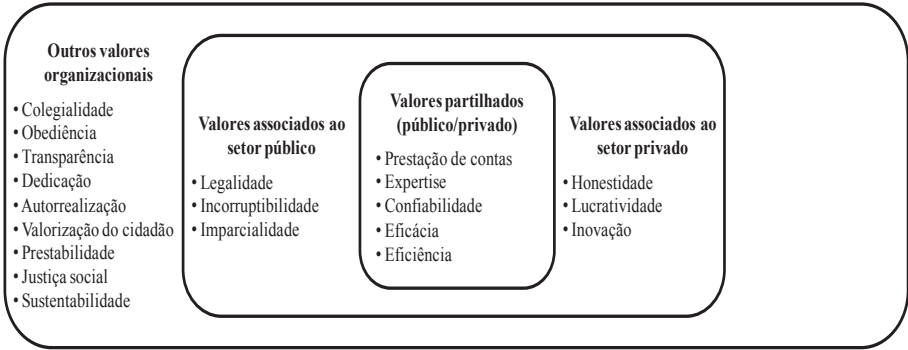 Outros valores
organizacionais
• Colegialidade
• Obediência
• Transparência
• Dedicação
• Autorrealização
• Valorização do cidadão
• Prestabilidade
• Justiça social
• Sustentabilidade
Valores associados ao
setor público
• Legalidade
• Incorruptibilidade
• Imparcialidade
Valores partilhados
(público/privado)
• Prestação de contas
• Expertise
• Confiabilidade
• Eficácia
• Eficiência
Valores associados ao
setor privado
• Honestidade
• Lucratividade
• Inovação